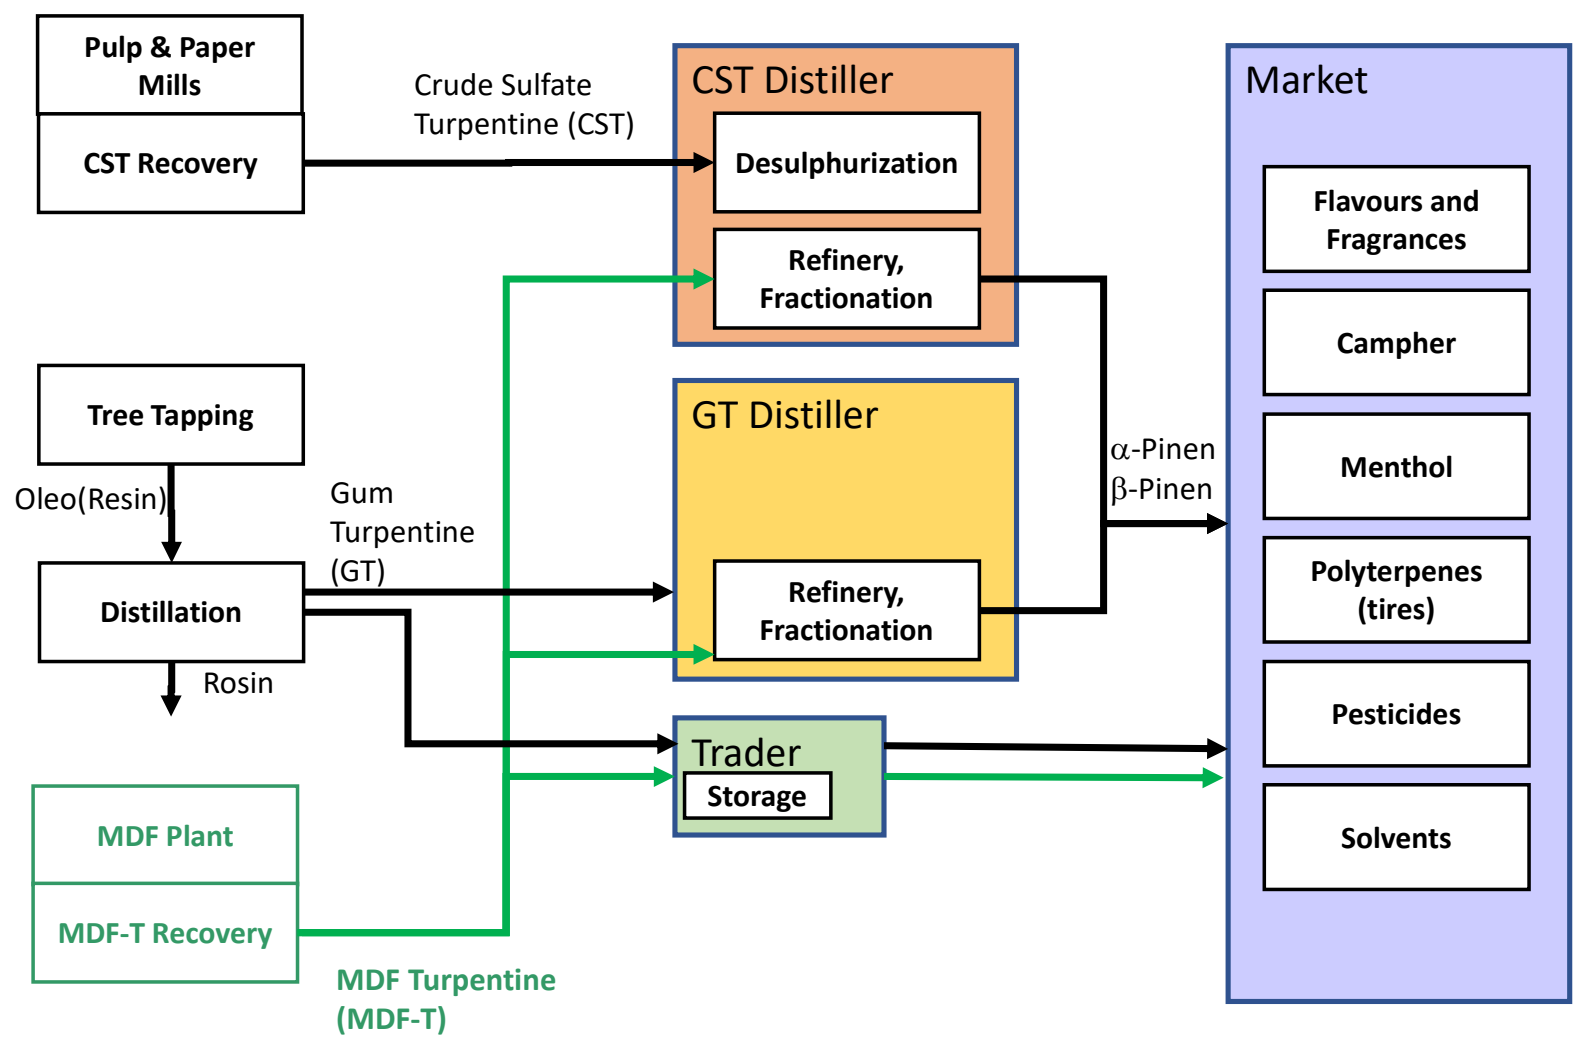 Pulp & Paper
Mills
CST Recovery
Crude Sulfate
Turpentine (CST)
CST Distiller
Desulphurization
Refinery,
Fractionation
Tree Tapping
Oleo(Resin)
Distillation
Rosin
Gum
Turpentine
(GT)
GT Distiller
Refinery,
Fractionation
α-Pinen
β-Pinen
Trader
Storage
MDF Plant
MDF-T Recovery
MDF Turpentine
(MDF-T)
Market
Flavours and
Fragrances
Campher
Menthol
Polyterpenes
(tires)
Pesticides
Solvents